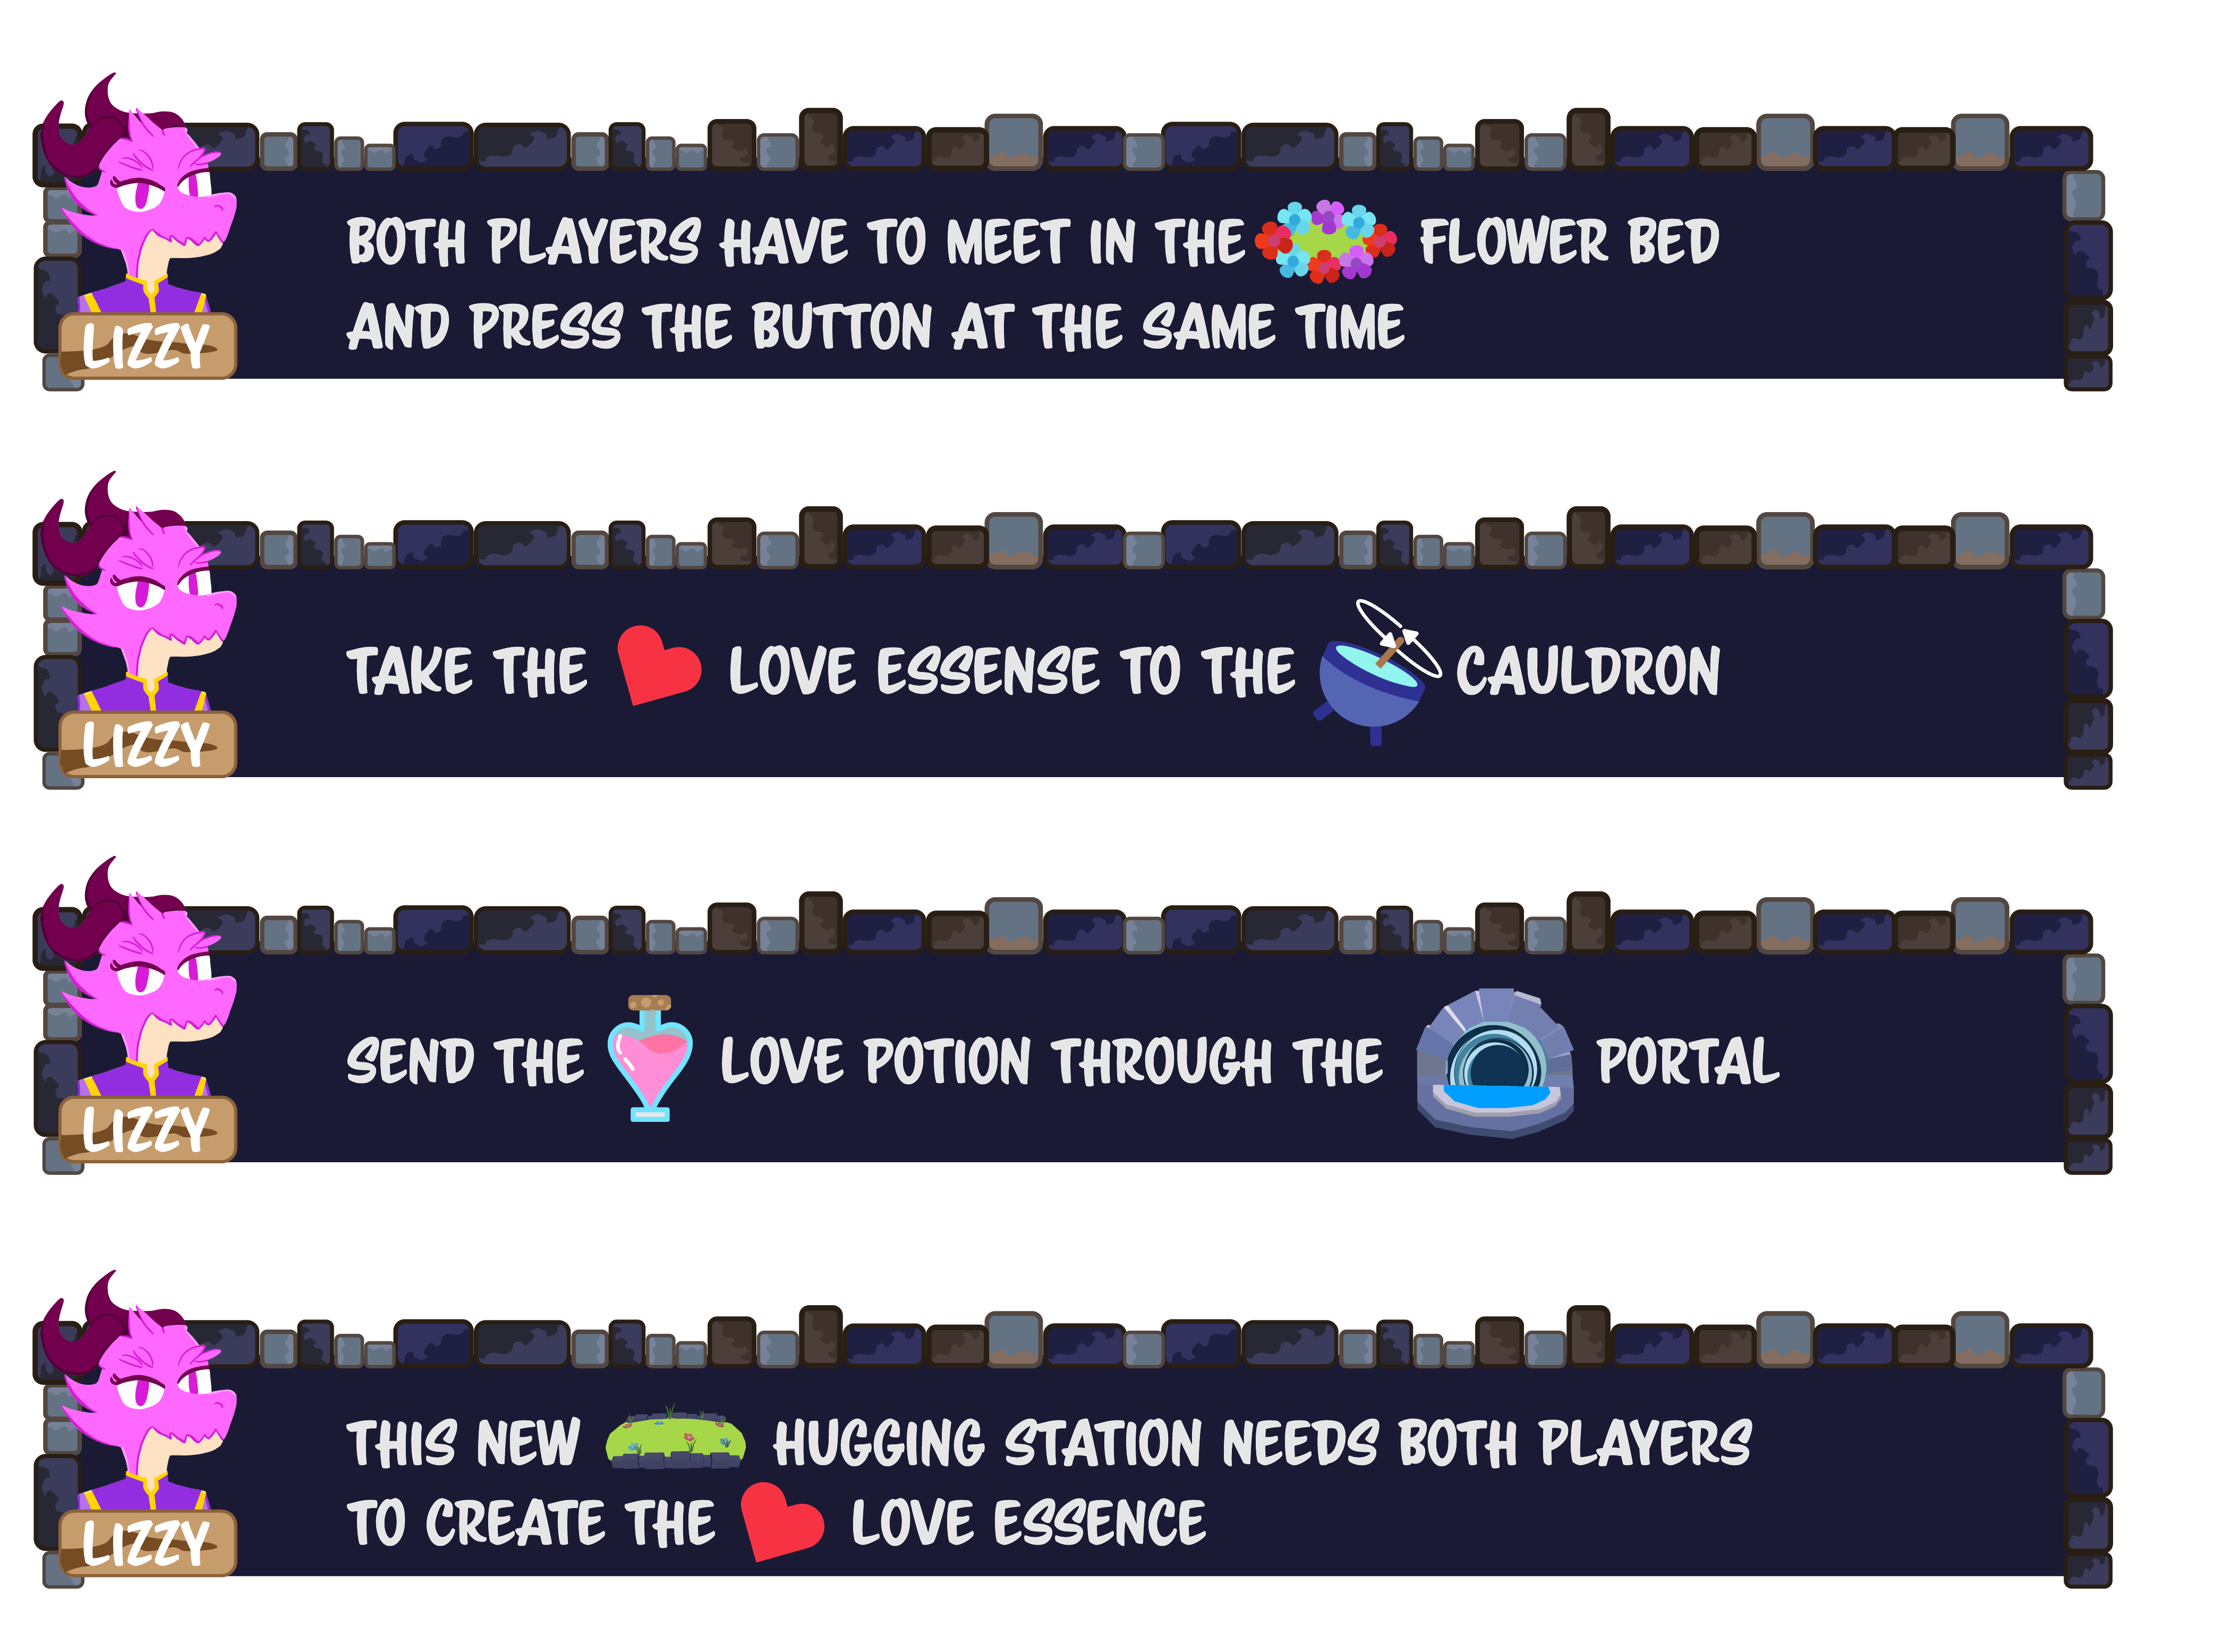 BOTH PLAYERS HAVE TO MEET IN THE FLOWER BED
AND PRESS THE BUTTON AT THE SAME TIME
LIZZY
TAKE THE LOVE ESSENSE TO THE CAULDRON
LIZZY
SEND THE LOVE POTION THROUGH THE PORTAL
LIZZY
THIS NEW HUGGING STATION NEEDS BOTH PLAYERS
TO CREATE THE LOVE ESSENCE
LIZZY